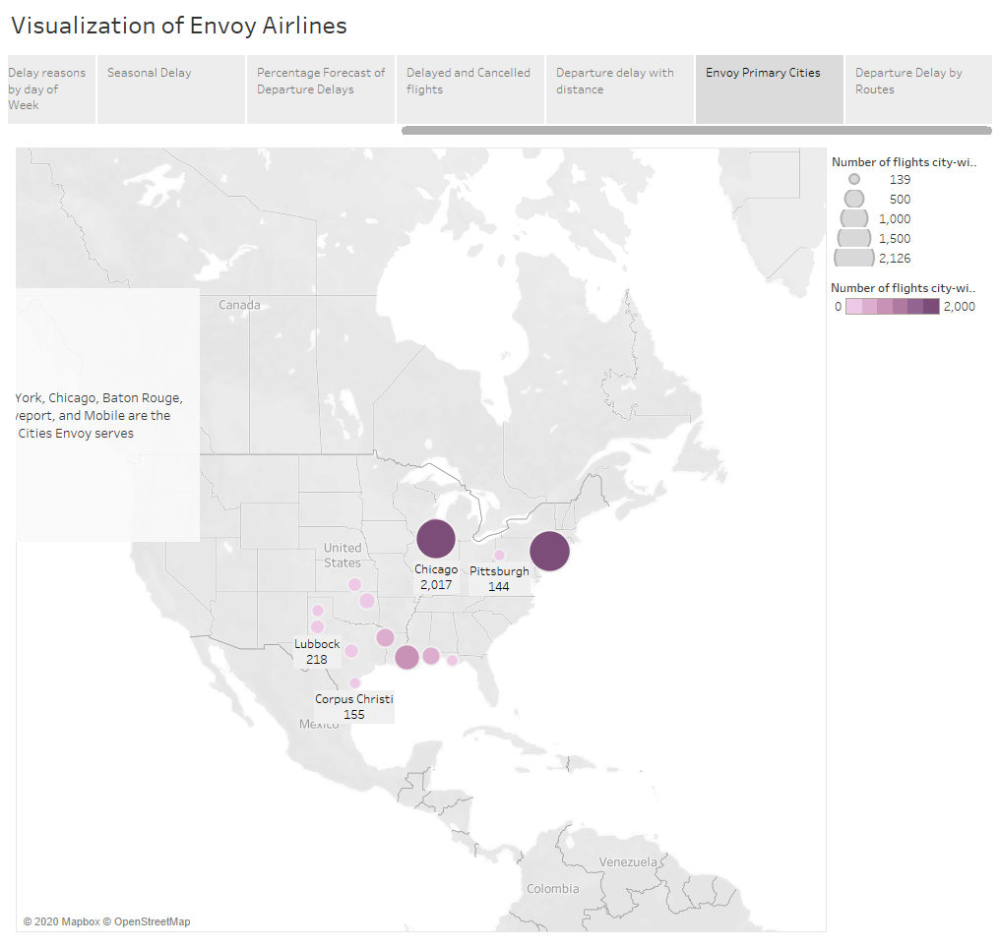 Visualization of Envoy Airlines
Delay reasons
by day of
Week
Seasonal Delay
Percentage Forecast of
Departure Delays
Delayed and Cancelled
flights
Departure delay with
distance
Envoy Primary Cities
Departure Delay by
Routes
Number of flights city-wi..
139
500
1,000
1,500
2,126
Number of flights city-wi..
0 2,000
Canada
York, Chicago, Baton Rouge,
veport, and Mobile are the
Cities Envoy serves
United
States
Chicago
2,017
Pittsburgh
144
Lubbock
218
Corpus Christi
155
Mexico
Venezuela
Colombia
© 2020 Mapbox © OpenStreetMap